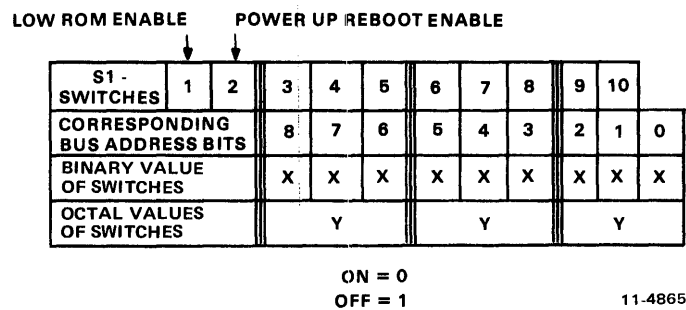 LOW ROM ENABLE POWER UP REBOOT ENABLE
S1 - SWITCHES 1 2 3 4 5 6 7 8 9 10
CORRESPONDING BUS ADDRESS BITS 8 7 6 5 4 3 2 1 0
BINARY VALUE OF SWITCHES X X X X X X X X X
OCTAL VALUES OF SWITCHES Y Y Y
ON = 0
OFF = 1
11-4865